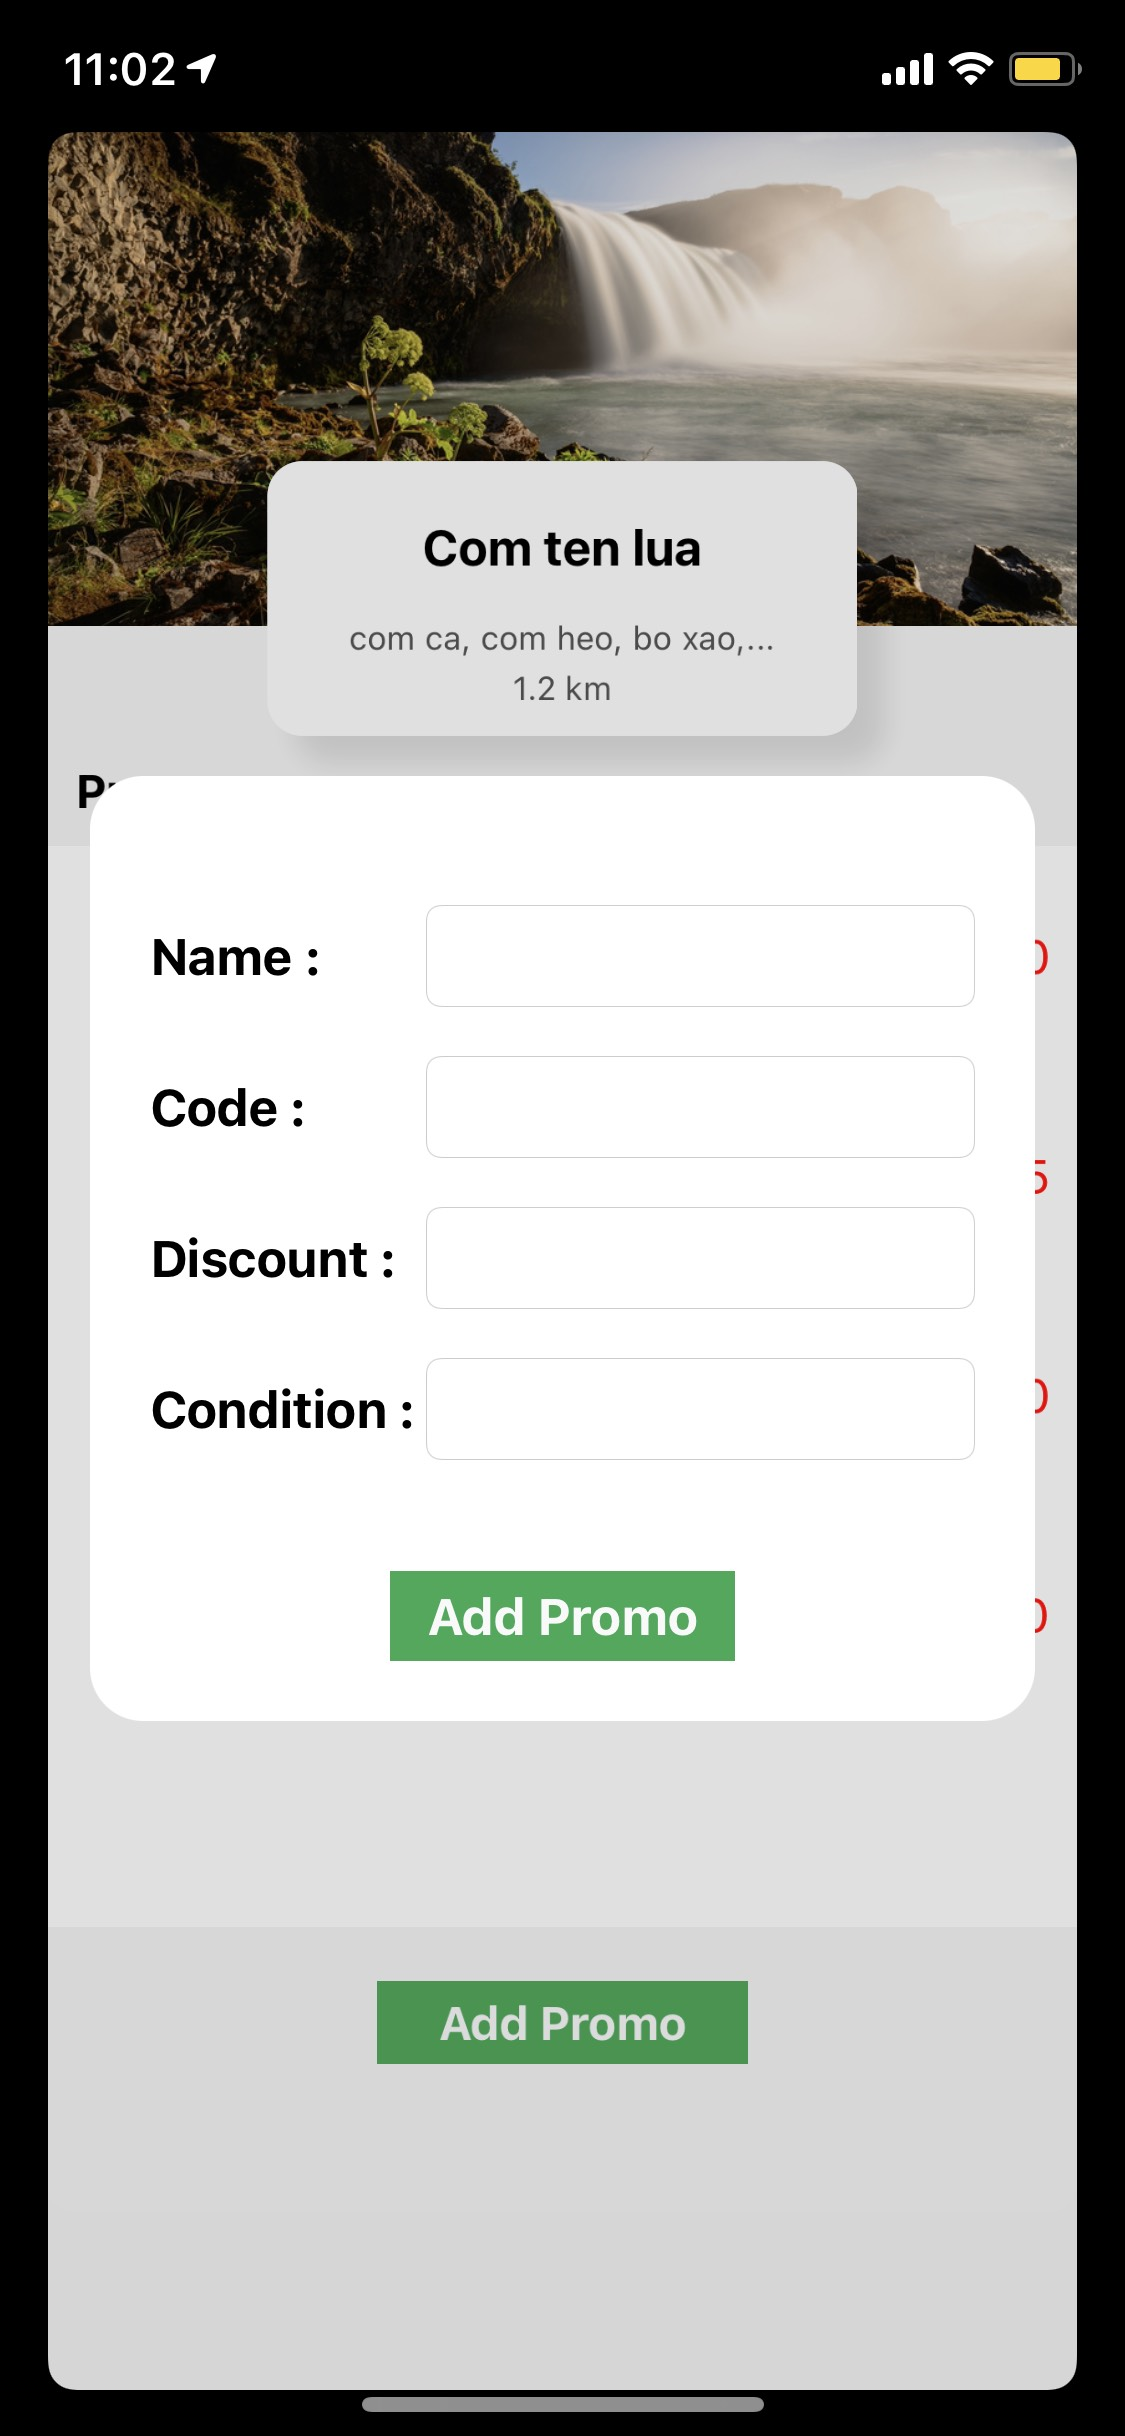 11:02
Com ten lua
com ca, com heo, bo xao,...
1.2 km
Name :
Code :
Discount :
Condition :
Add Promo
Add Promo